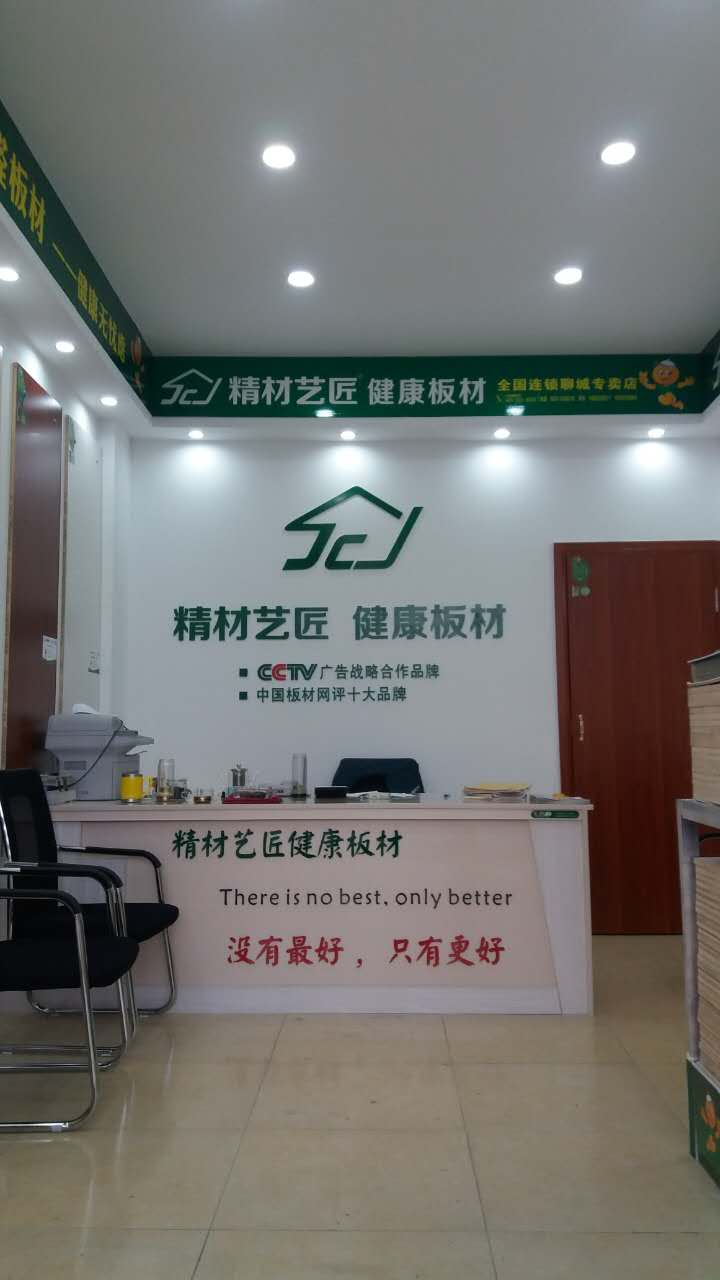 板材——健康无忧
精材艺匠 健康板材 全国连锁聊城专卖店
精材艺匠 健康板材
CCTV 广告战略合作品牌
中国板材网评十大品牌
精材艺匠健康板材
There is no best, only better
没有最好，只有更好